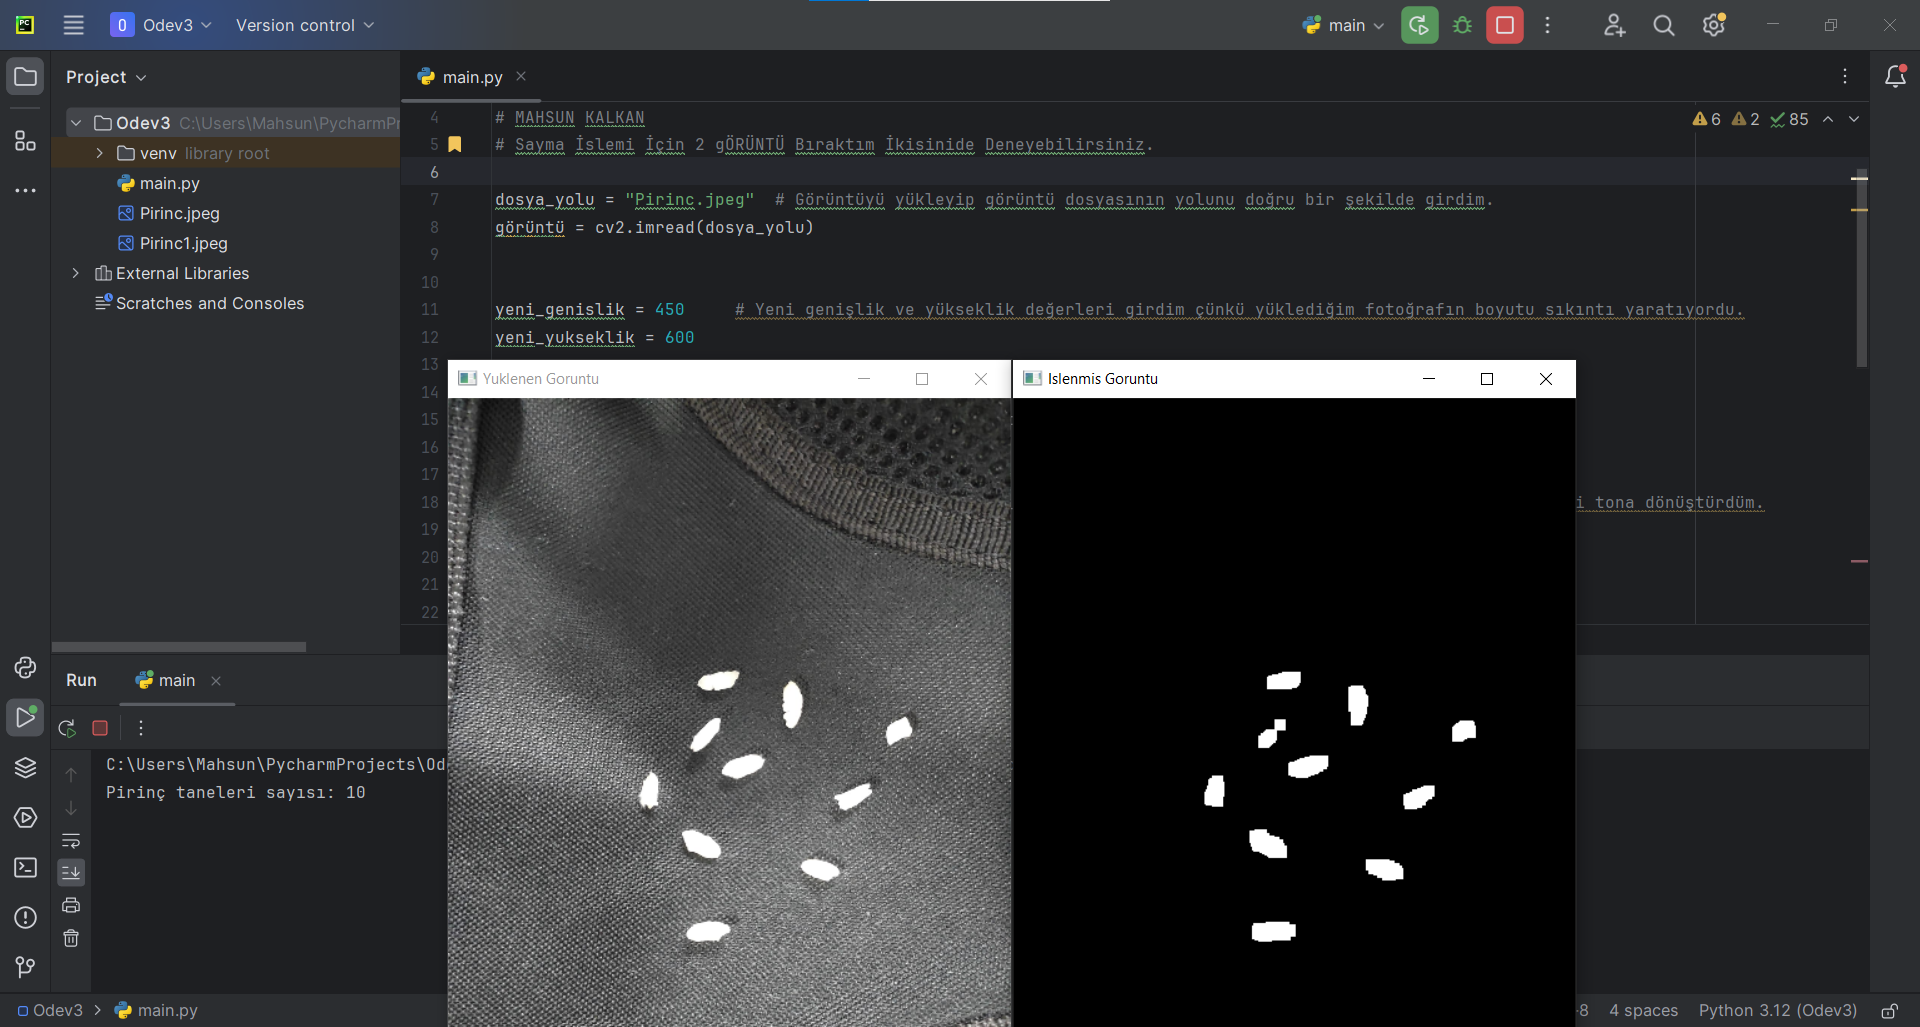 PC
O Odev3 Version control
main
Project
main.py
Odev3 C:\Users\Mahsun\PycharmPr
venv library root
main.py
Pirinc.jpeg
Pirinc1.jpeg
External Libraries
Scratches and Consoles
6 2 85
4 # MAHSUN KALKAN
5 # Sayma İslemi İçin 2 gÖRÜNTÜ Bıraktım İkisinide Deneyebilirsiniz.
6
7 dosya_yolu = "Pirinc.jpeg" # Görüntüyü yükleyip görüntü dosyasının yolunu doğru bir şekilde girdim.
8 görüntü = cv2.imread(dosya_yolu)
9
10
11 yeni_genislik = 450 # Yeni genişlik ve yükseklik değerleri girdim çünkü yüklediğim fotoğrafın boyutu sıkıntı yaratıyordu.
12 yeni_yukseklik = 600
13
14
15
16
17
18 i tona dönüştürdüm.
19
20
21
22
Yuklenen Goruntu
Islenmis Goruntu
Run main
C:\Users\Mahsun\PycharmProjects\Od
Pirinç taneleri sayısı: 10
Odev3 > main.py
-8 4 spaces Python 3.12 (Odev3)